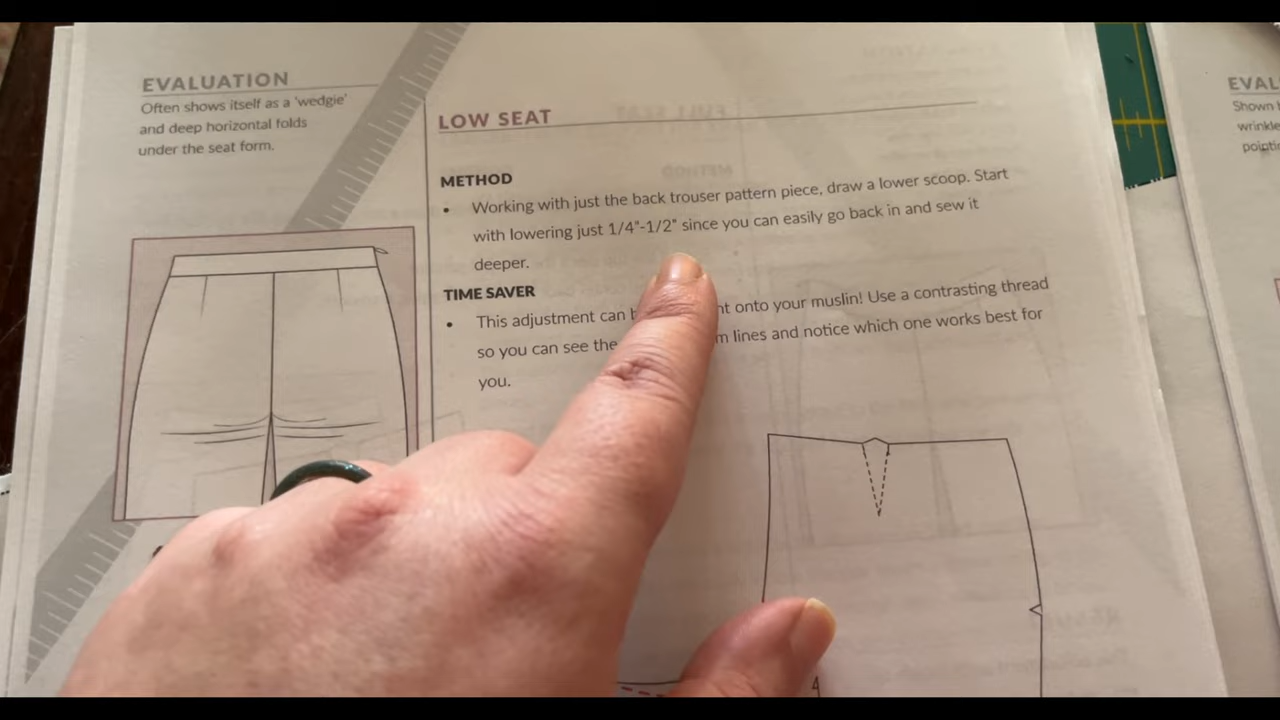 EVALUATION
Often shows itself as a 'wedgie'
and deep horizontal folds
under the seat form.
LOW SEAT
METHOD
• Working with just the back trouser pattern piece, draw a lower scoop. Start
with lowering just 1/4"-1/2" since you can easily go back in and sew it
deeper.
TIME SAVER
• This adjustment can onto your muslin! Use a contrasting thread
so you can see the lines and notice which one works best for
you.
4
EVAL
Shown
wrinkle